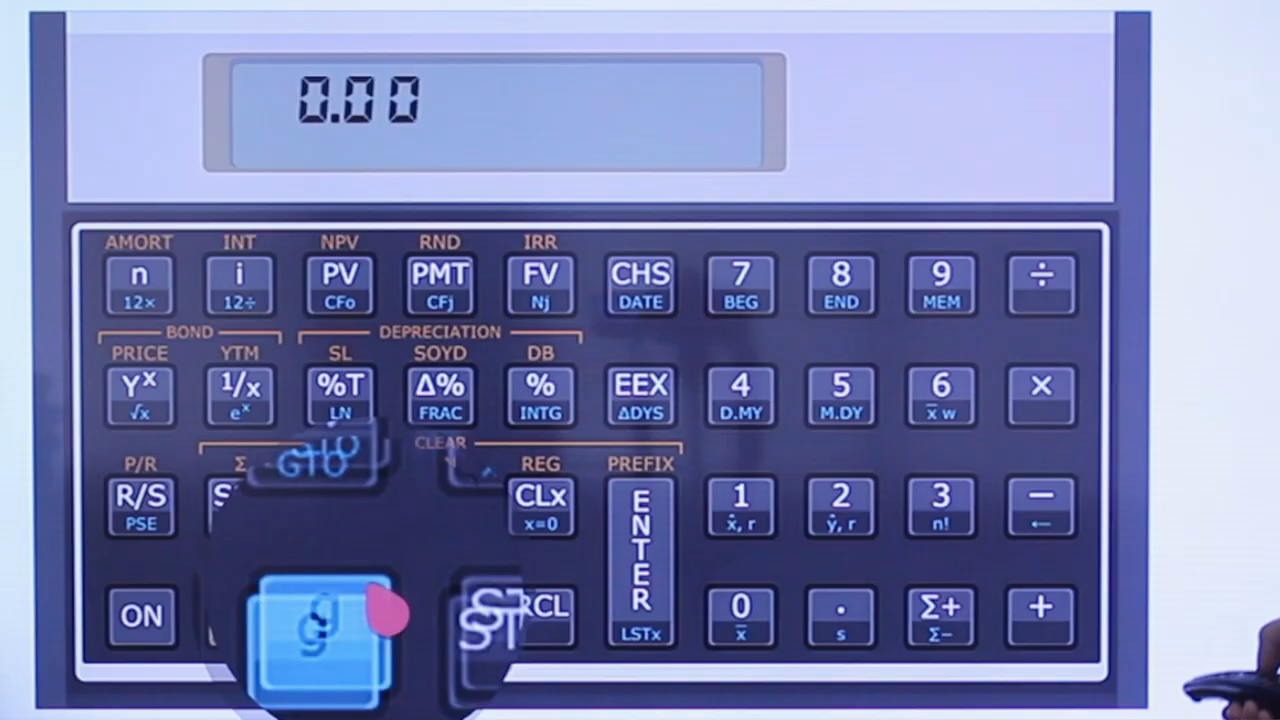 0.00
AMORT INT NPV RND IRR
n i PV PMT FV CHS 7 8 9 ÷
12× 12÷ CFo CFj Nj DATE BEG END MEM
BOND DEPRECIATION
PRICE YTM SL SOYD DB
Yx 1/x %T Δ% % EEX 4 5 6 ×
√x ex LN FRAC INTG ΔDYS D.MY M.DY x̄ w
CLEAR
P/R Σ REG PREFIX
R/S CLx ENTER 1 2 3 −
PSE GTO x=0 x̂, r ŷ, r n! ←
ON g RCL 0 . Σ+ +
LSTx x̄ s Σ−